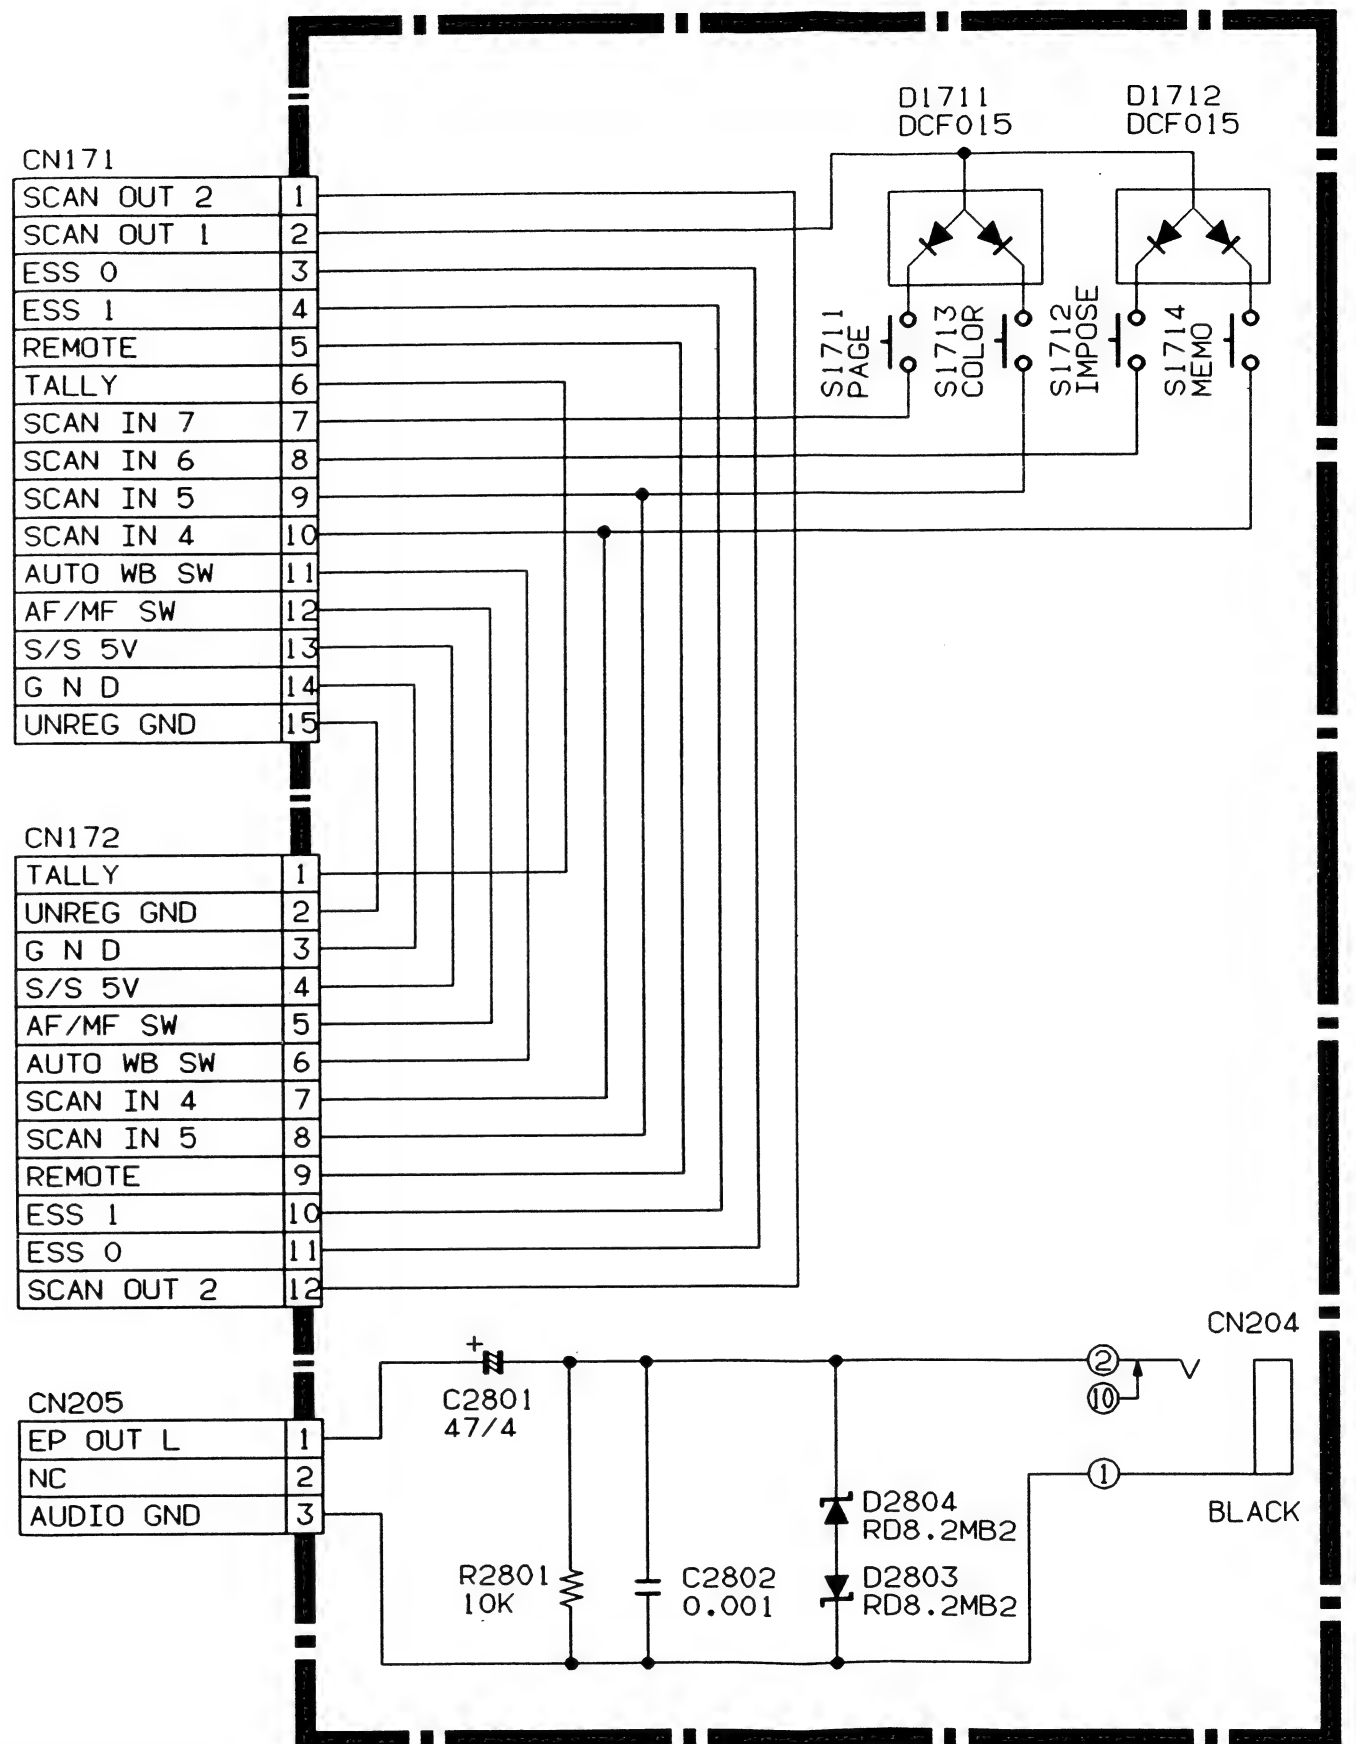 D1711
DCF015
D1712
DCF015
CN171
SCAN OUT 2 1
SCAN OUT 1 2
ESS 0 3
ESS 1 4
REMOTE 5
TALLY 6
SCAN IN 7 7
SCAN IN 6 8
SCAN IN 5 9
SCAN IN 4 10
AUTO WB SW 11
AF/MF SW 12
S/S 5V 13
G N D 14
UNREG GND 15
S1711
PAGE
S1713
COLOR
S1712
IMPOSE
S1714
MEMO
CN172
TALLY 1
UNREG GND 2
G N D 3
S/S 5V 4
AF/MF SW 5
AUTO WB SW 6
SCAN IN 4 7
SCAN IN 5 8
REMOTE 9
ESS 1 10
ESS 0 11
SCAN OUT 2 12
CN205
EP OUT L 1
NC 2
AUDIO GND 3
+
C2801
47/4
R2801
10K
C2802
0.001
D2804
RD8.2MB2
D2803
RD8.2MB2
CN204
2
10
1
BLACK